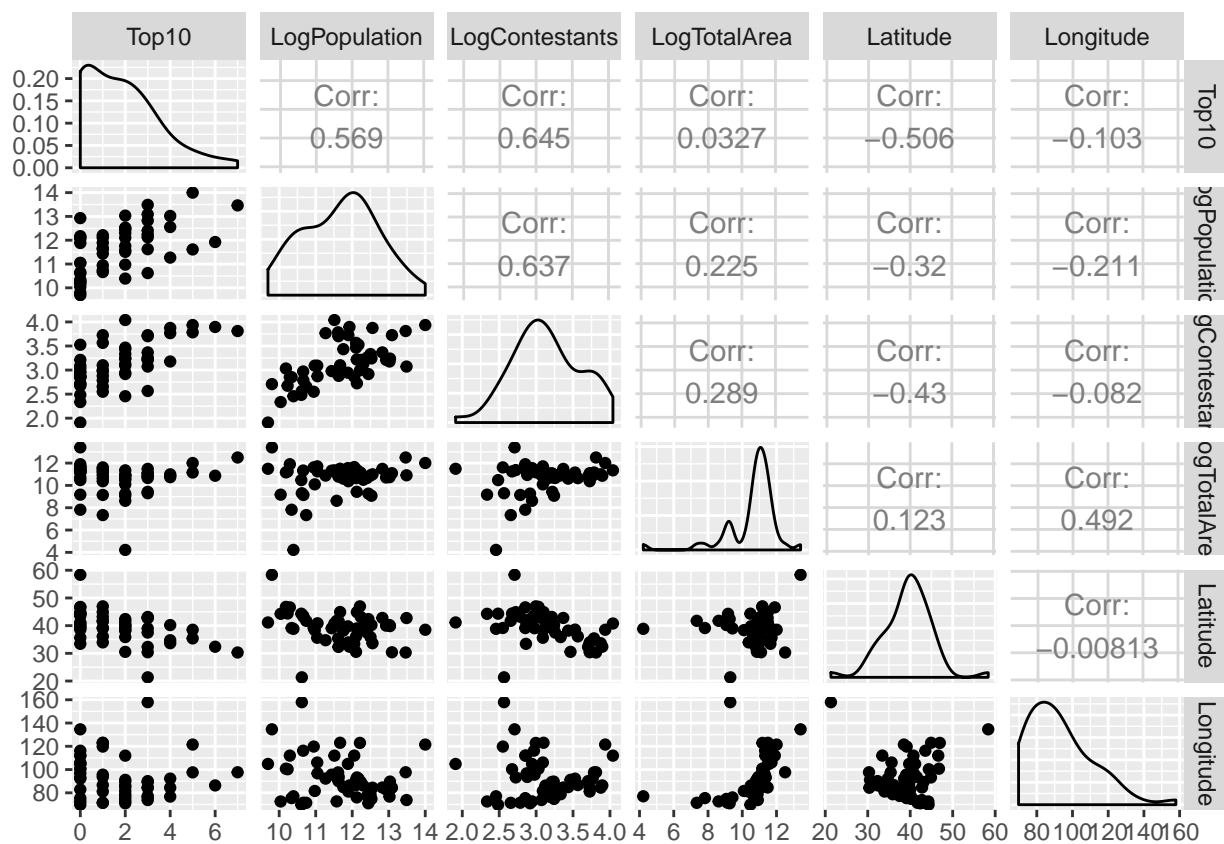 Top10 LogPopulation LogContestants LogTotalArea Latitude Longitude
0.20
0.15
0.10
0.05
0.00
Corr:
0.569
Corr:
0.645
Corr:
0.0327
Corr:
−0.506
Corr:
−0.103
Top10
14
13
12
11
10
Corr:
0.637
Corr:
0.225
Corr:
−0.32
Corr:
−0.211
ogPopulatic
4.0
3.5
3.0
2.5
2.0
Corr:
0.289
Corr:
−0.43
Corr:
−0.082
gContestar
12
10
8
6
4
Corr:
0.123
Corr:
0.492
ogTotalAre
60
50
40
30
20
Corr:
−0.00813
Latitude
160
140
120
100
80
Longitude
0 2 4 6 10 11 12 13 14 2.0 2.5 3.0 3.5 4.0 4 6 8 10 12 20 30 40 50 60 80 100 120 140 160